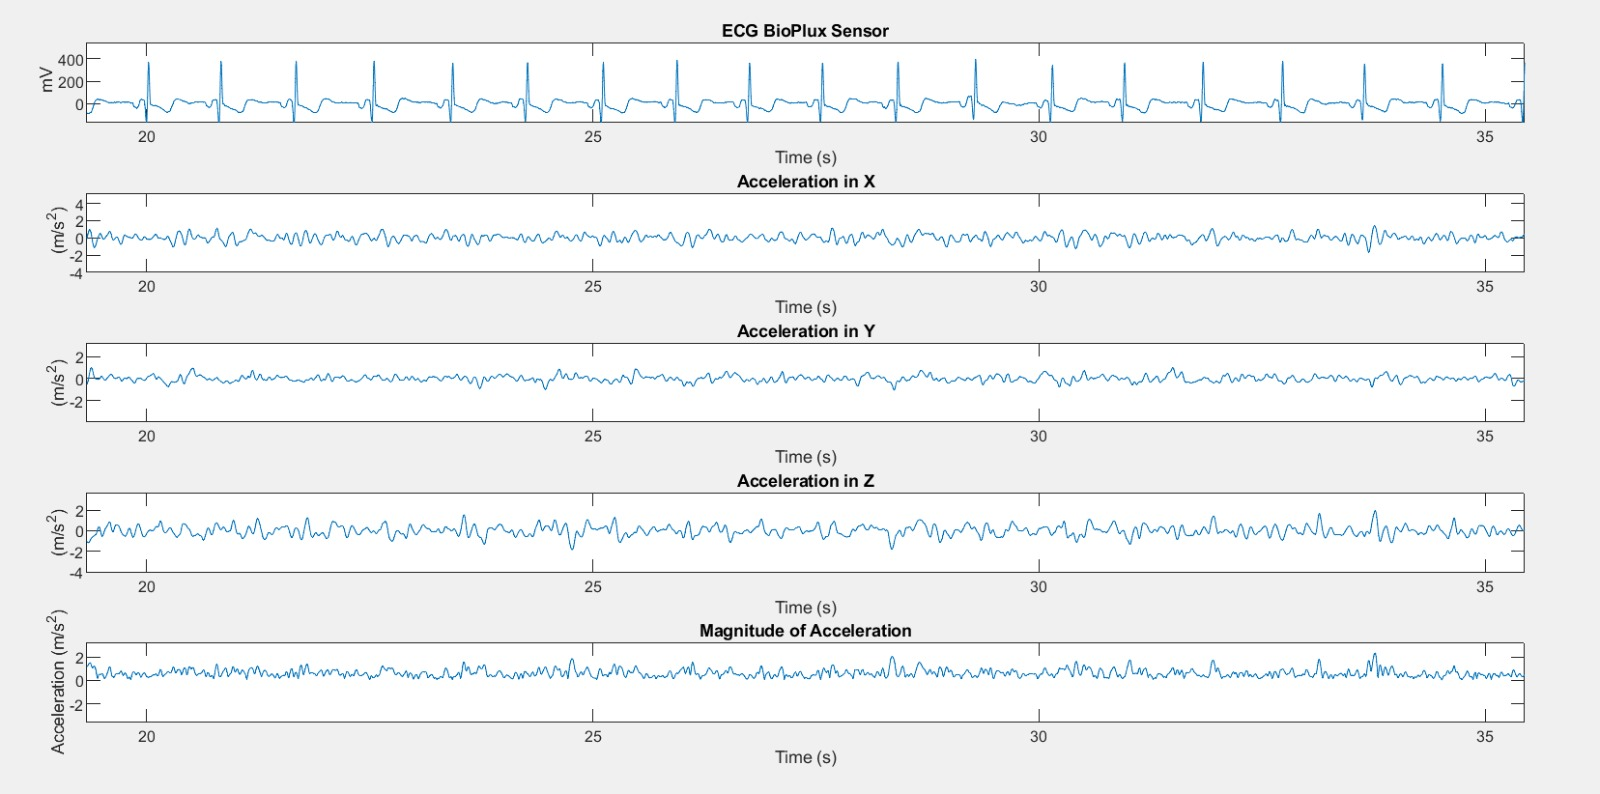 ECG BioPlux Sensor
mV
400
200
0
20 25 30 35
Time (s)
Acceleration in X
(m/s²)
4
2
0
-2
-4
20 25 30 35
Time (s)
Acceleration in Y
(m/s²)
2
0
-2
20 25 30 35
Time (s)
Acceleration in Z
(m/s²)
2
0
-2
-4
20 25 30 35
Time (s)
Magnitude of Acceleration
Acceleration (m/s²)
2
0
-2
20 25 30 35
Time (s)